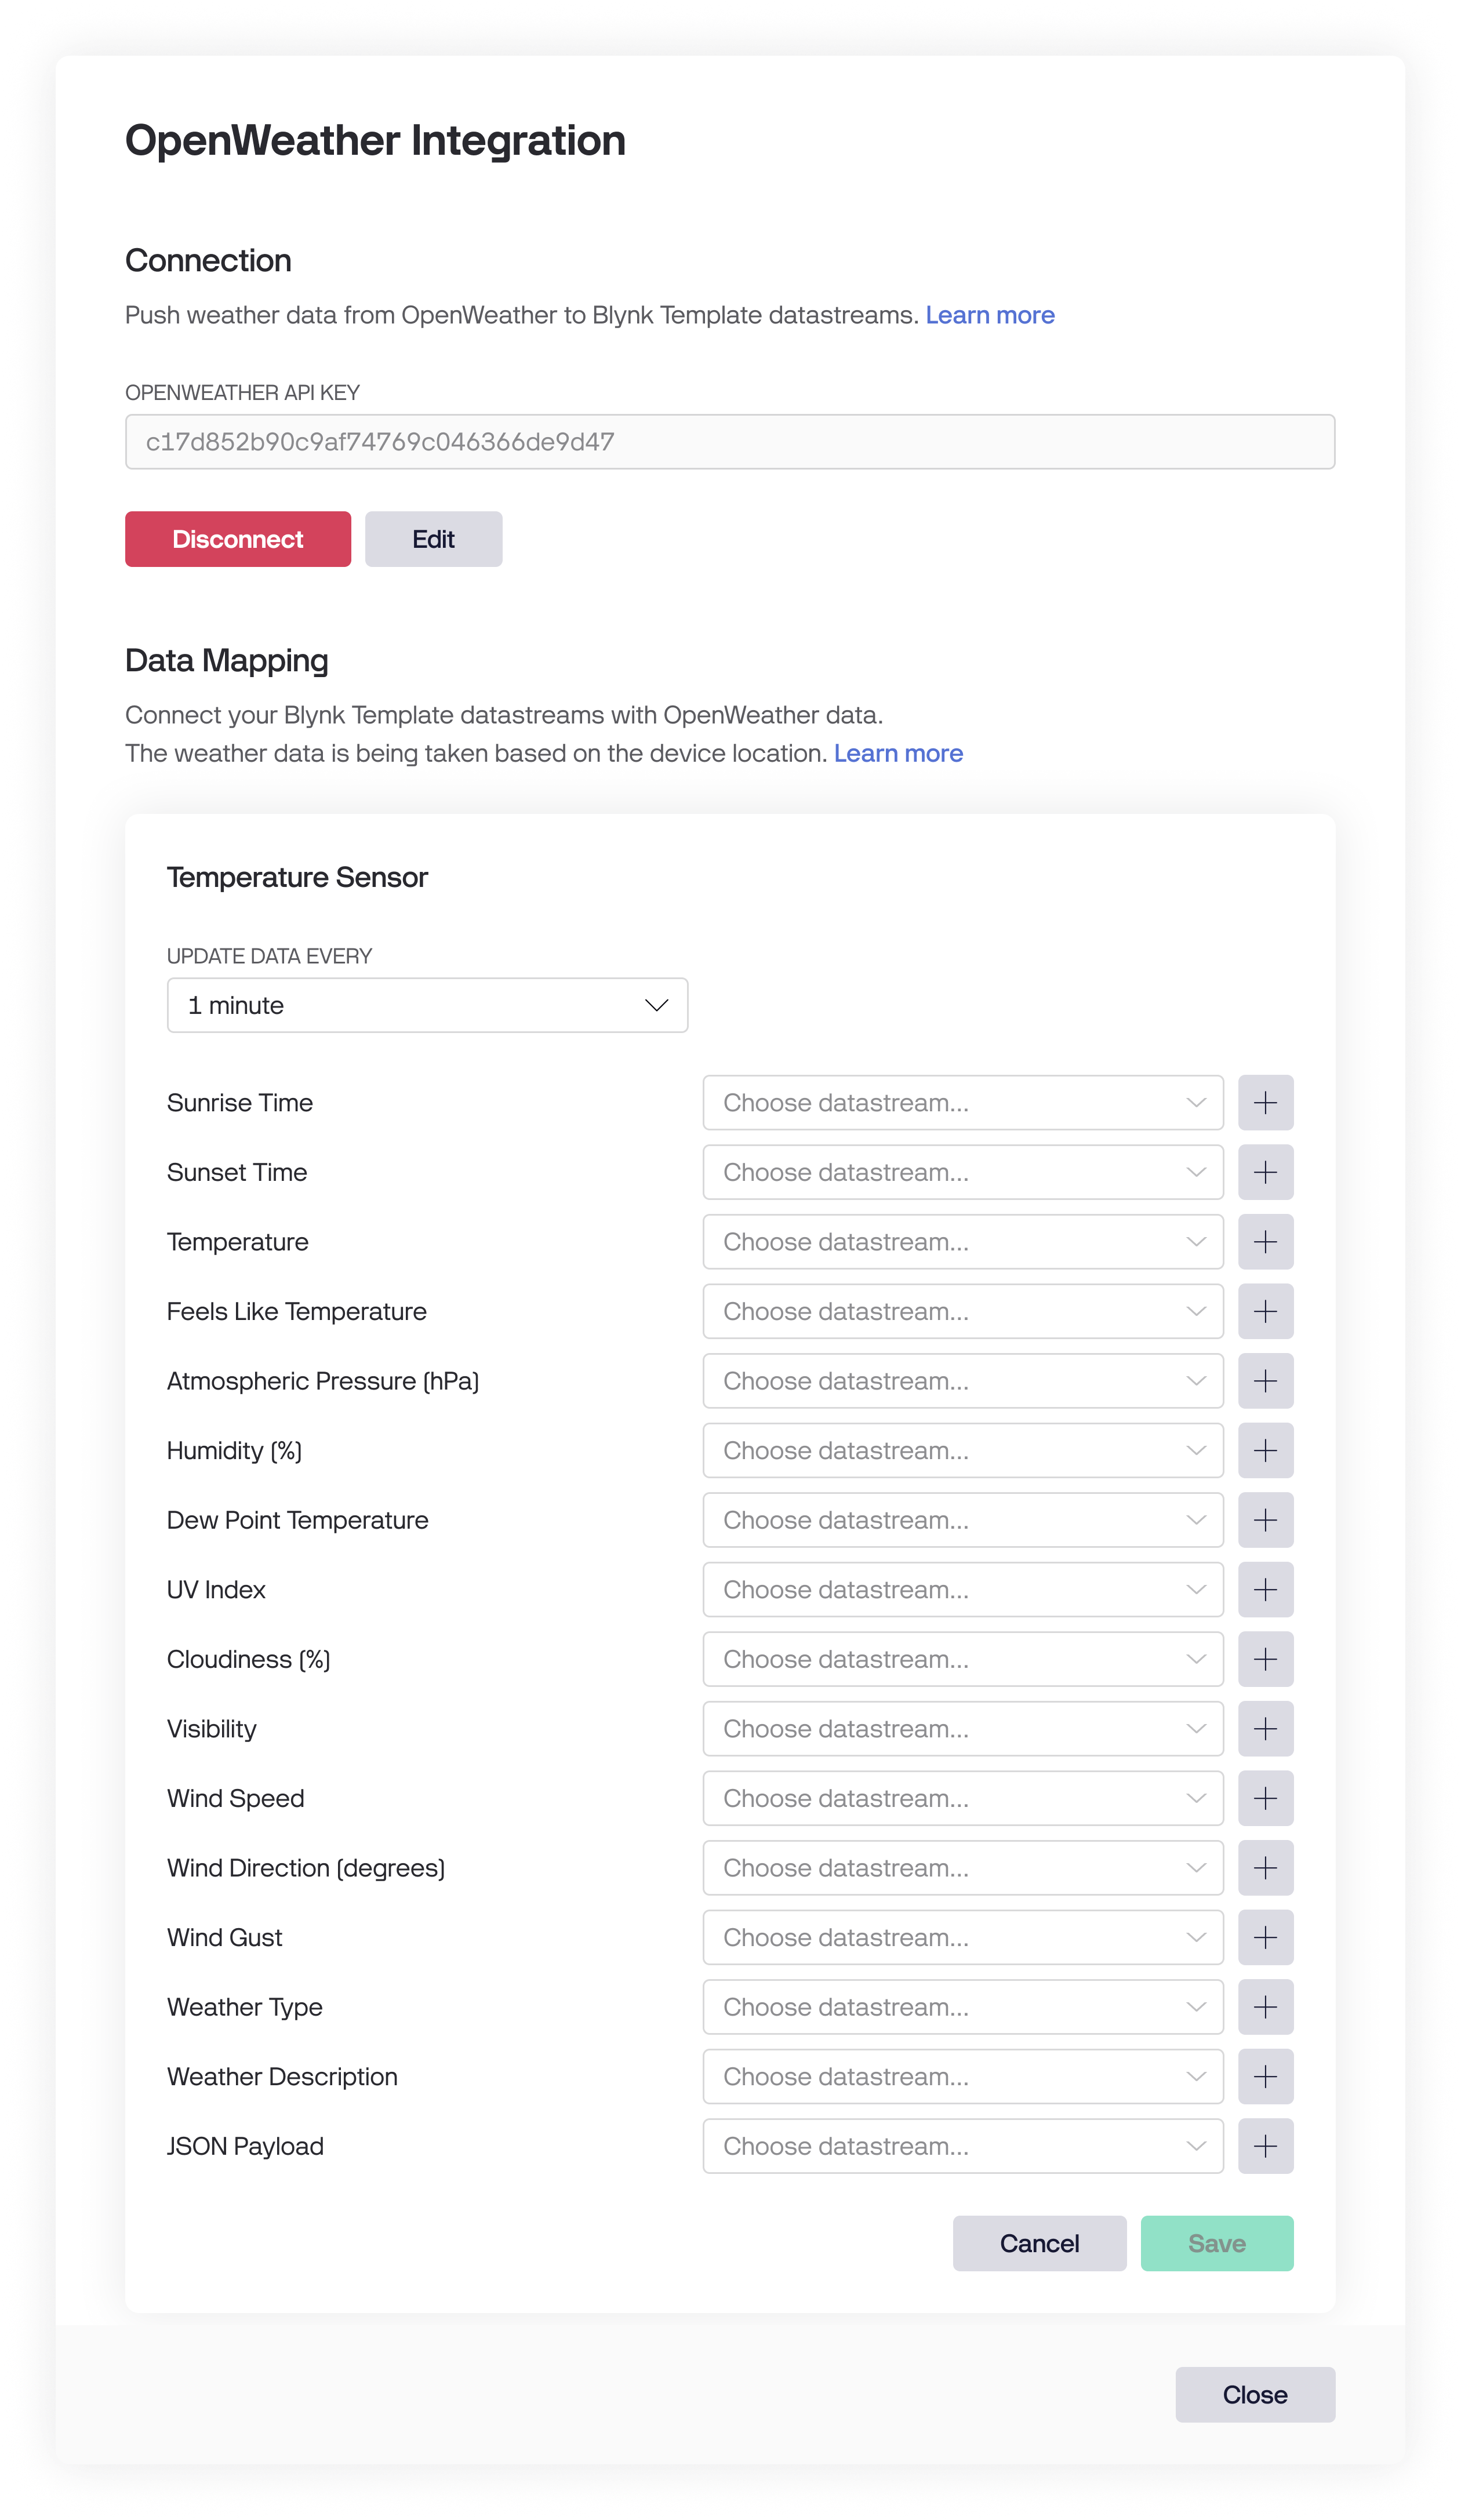 OpenWeather Integration
Connection
Push weather data from OpenWeather to Blynk Template datastreams. Learn more
OPENWEATHER API KEY
c17d852b90c9af74769c046366de9d47
Disconnect Edit
Data Mapping
Connect your Blynk Template datastreams with OpenWeather data.
The weather data is being taken based on the device location. Learn more
Temperature Sensor
UPDATE DATA EVERY
1 minute
Sunrise Time Choose datastream...
Sunset Time Choose datastream...
Temperature Choose datastream...
Feels Like Temperature Choose datastream...
Atmospheric Pressure (hPa) Choose datastream...
Humidity (%) Choose datastream...
Dew Point Temperature Choose datastream...
UV Index Choose datastream...
Cloudiness (%) Choose datastream...
Visibility Choose datastream...
Wind Speed Choose datastream...
Wind Direction (degrees) Choose datastream...
Wind Gust Choose datastream...
Weather Type Choose datastream...
Weather Description Choose datastream...
JSON Payload Choose datastream...
Cancel Save
Close